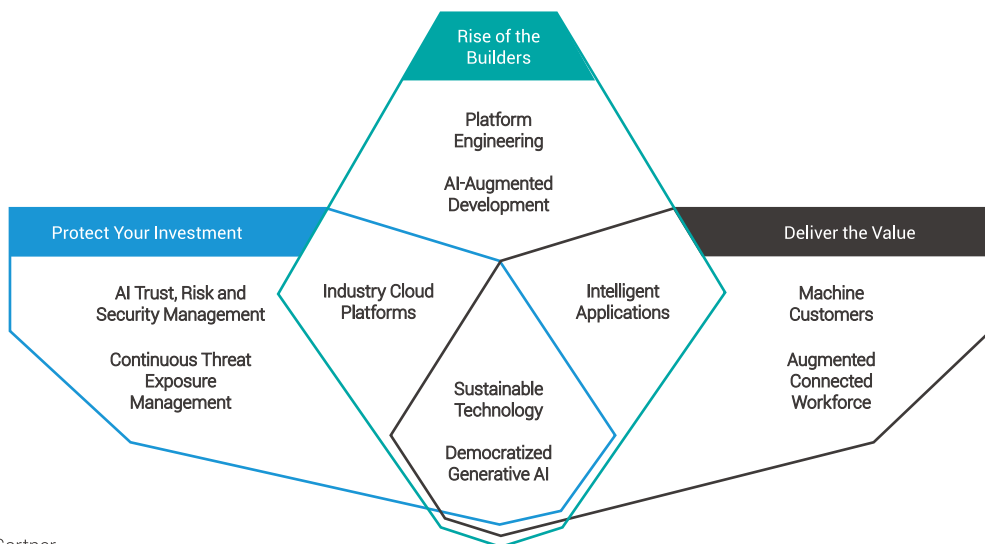 Rise of the
Builders
Platform
Engineering
AI-Augmented
Development
Protect Your Investment
Deliver the Value
AI Trust, Risk and
Security Management
Continuous Threat
Exposure
Management
Industry Cloud
Platforms
Intelligent
Applications
Machine
Customers
Augmented
Connected
Workforce
Sustainable
Technology
Democratized
Generative AI